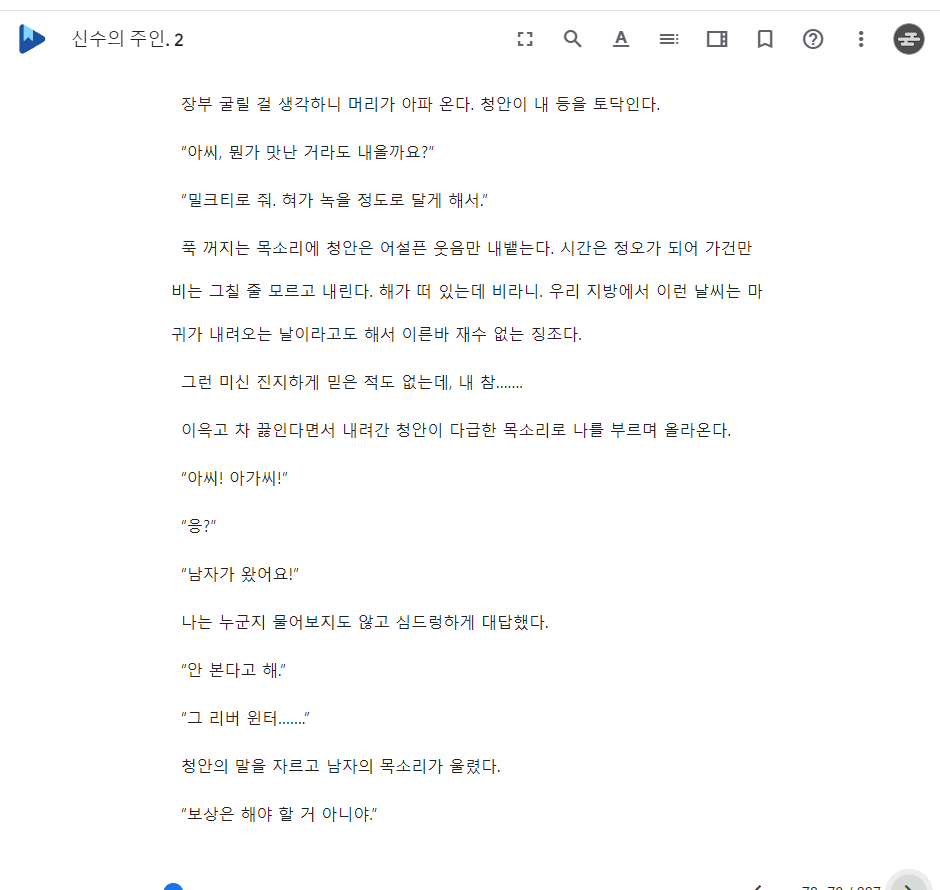 신수의 주인. 2
장부 굴릴 걸 생각하니 머리가 아파 온다. 청안이 내 등을 토닥인다.
“아씨, 뭔가 맛난 거라도 내올까요?”
“밀크티로 줘. 혀가 녹을 정도로 달게 해서.”
푹 꺼지는 목소리에 청안은 어설픈 웃음만 내뱉는다. 시간은 정오가 되어 가건만
비는 그칠 줄 모르고 내린다. 해가 떠 있는데 비라니. 우리 지방에서 이런 날씨는 마
귀가 내려오는 날이라고도 해서 이른바 재수 없는 징조다.
그런 미신 진지하게 믿은 적도 없는데, 내 참…….
이윽고 차 끓인다면서 내려간 청안이 다급한 목소리로 나를 부르며 올라온다.
“아씨! 아가씨!”
“응?”
“남자가 왔어요!”
나는 누군지 물어보지도 않고 심드렁하게 대답했다.
“안 본다고 해.”
“그 리버 윈터…….”
청안의 말을 자르고 남자의 목소리가 울렸다.
“보상은 해야 할 거 아니야.”